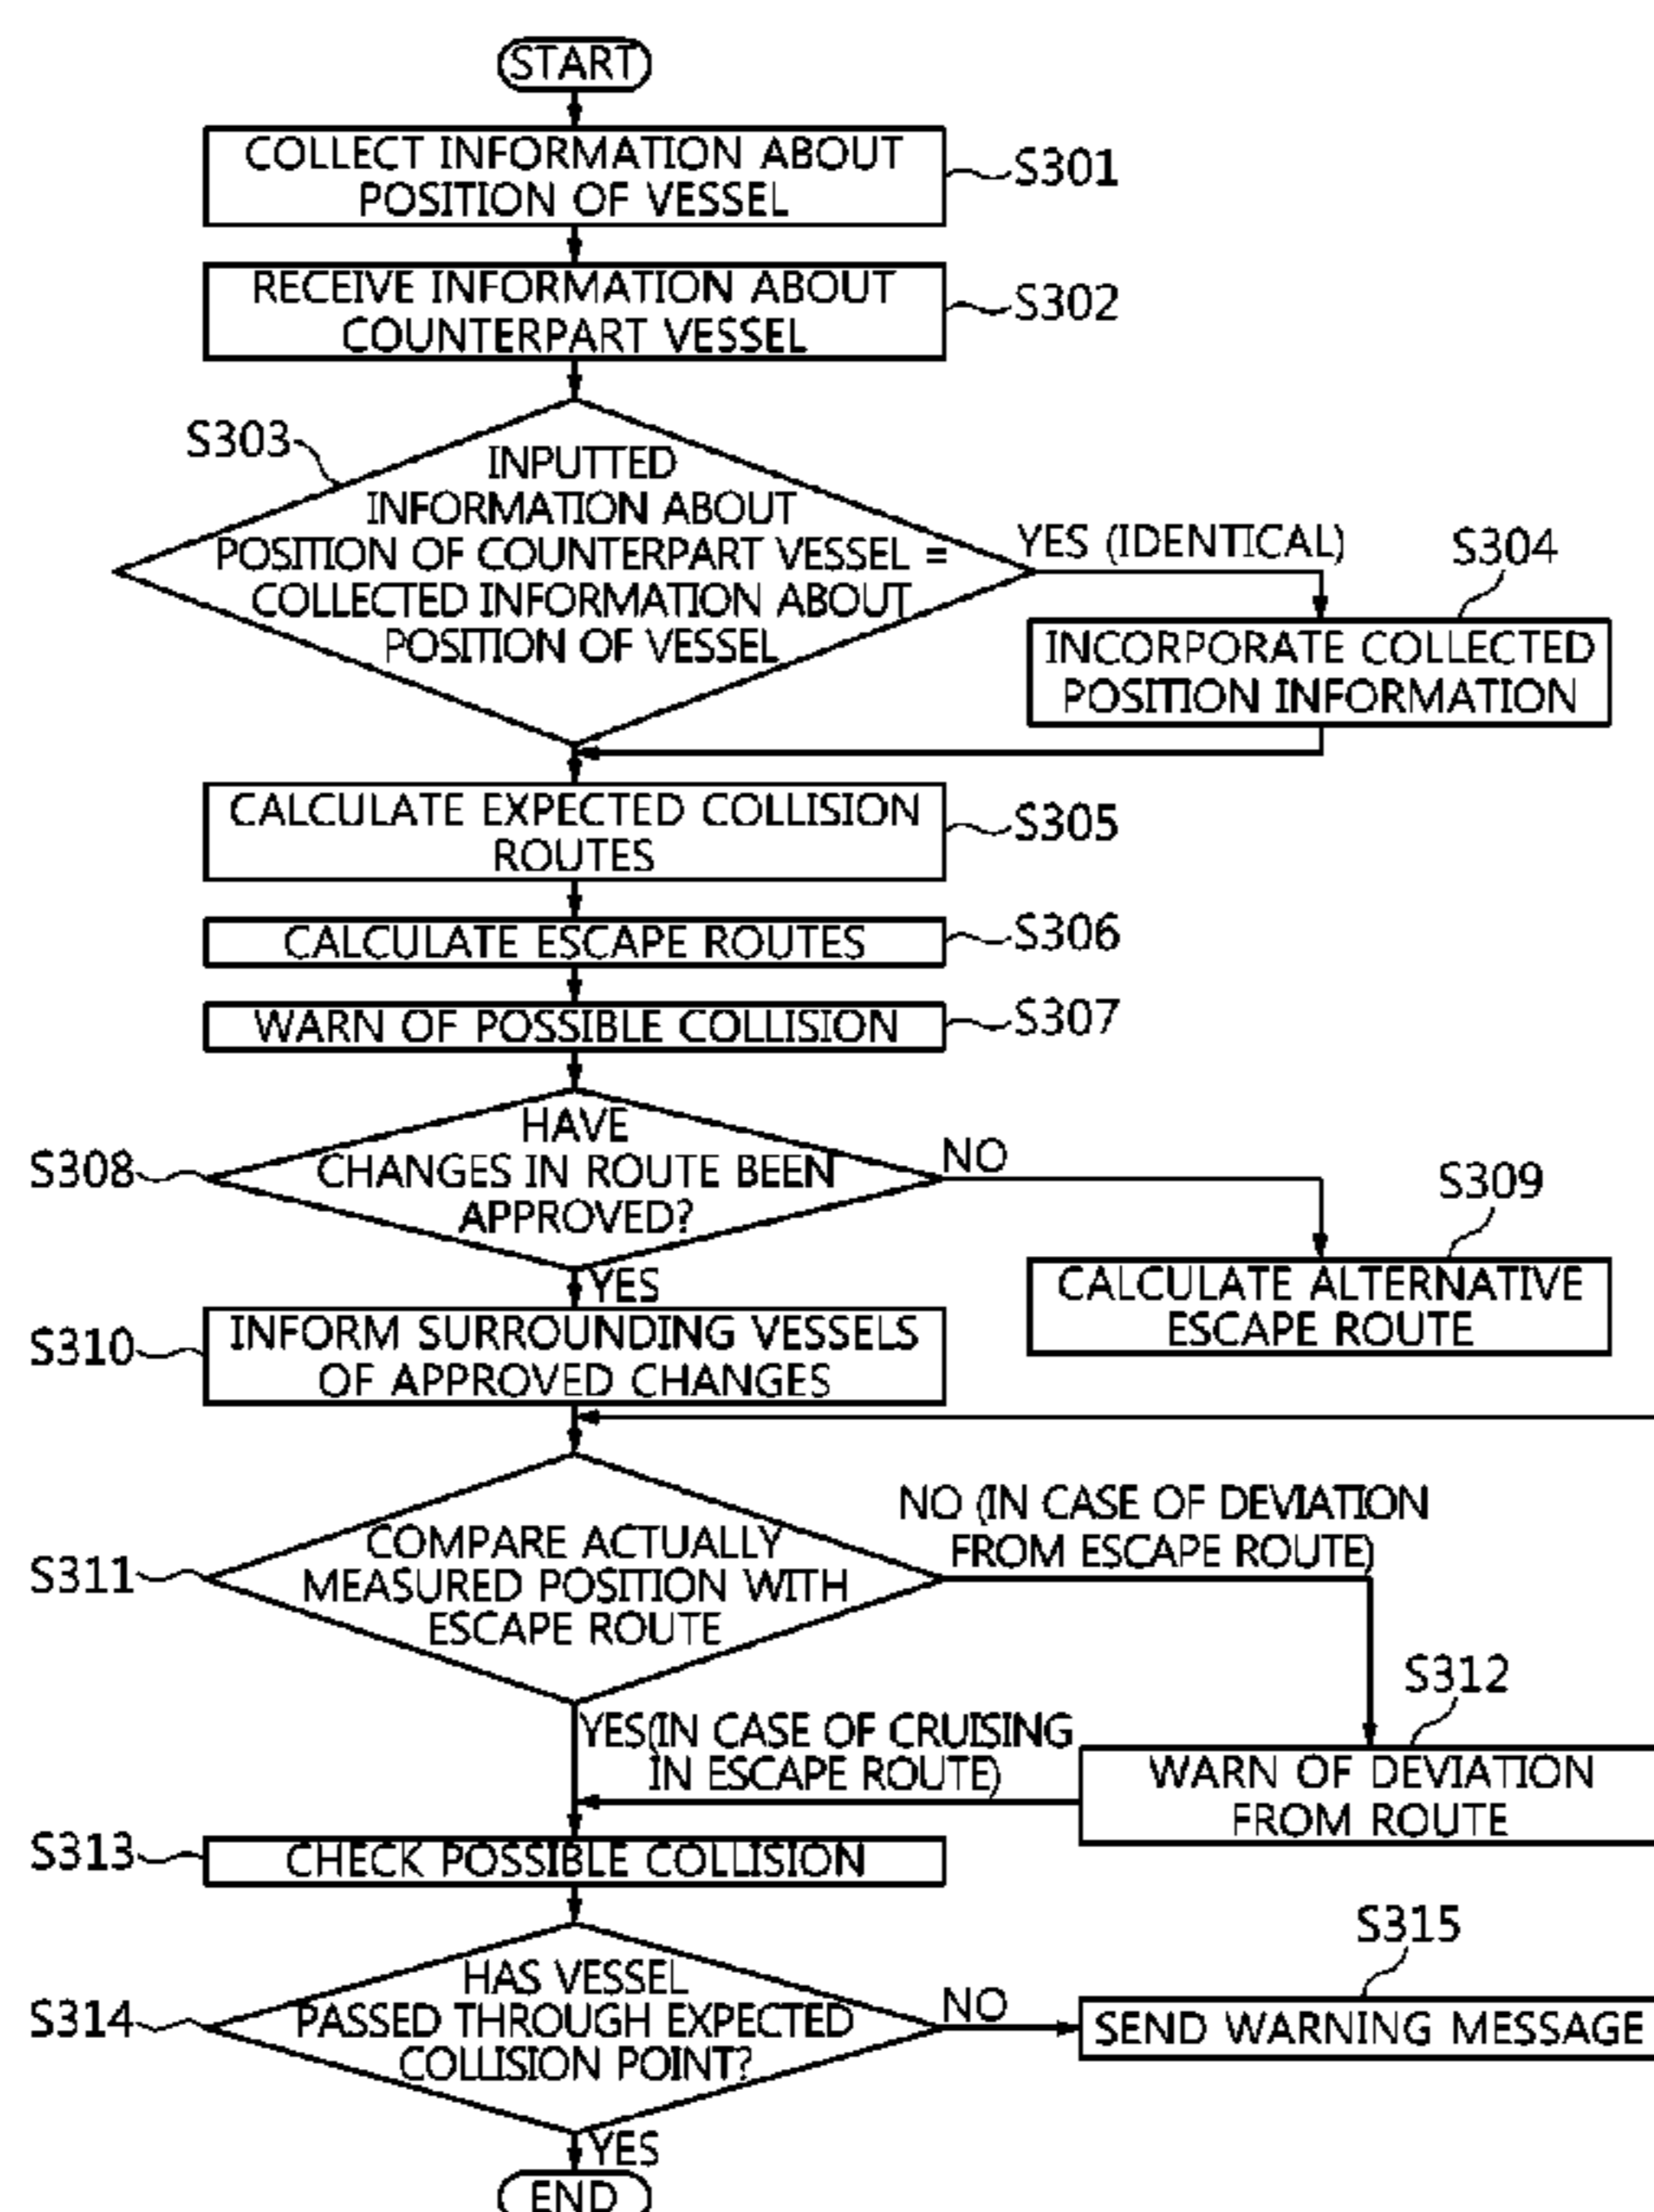 START
COLLECT INFORMATION ABOUT
POSITION OF VESSEL
S301
RECEIVE INFORMATION ABOUT
COUNTERPART VESSEL
S302
S303
INPUTTED
INFORMATION ABOUT
POSITION OF COUNTERPART VESSEL =
COLLECTED INFORMATION ABOUT
POSITION OF VESSEL
YES (IDENTICAL)
S304
INCORPORATE COLLECTED
POSITION INFORMATION
CALCULATE EXPECTED COLLISION
ROUTES
S305
CALCULATE ESCAPE ROUTES
S306
WARN OF POSSIBLE COLLISION
S307
S308
HAVE
CHANGES IN ROUTE BEEN
APPROVED?
NO
S309
CALCULATE ALTERNATIVE
ESCAPE ROUTE
YES
S310
INFORM SURROUNDING VESSELS
OF APPROVED CHANGES
S311
COMPARE ACTUALLY
MEASURED POSITION WITH
ESCAPE ROUTE
NO (IN CASE OF DEVIATION
FROM ESCAPE ROUTE)
S312
WARN OF DEVIATION
FROM ROUTE
YES(IN CASE OF CRUISING
IN ESCAPE ROUTE)
S313
CHECK POSSIBLE COLLISION
S314
HAS VESSEL
PASSED THROUGH EXPECTED
COLLISION POINT?
NO
S315
SEND WARNING MESSAGE
YES
END